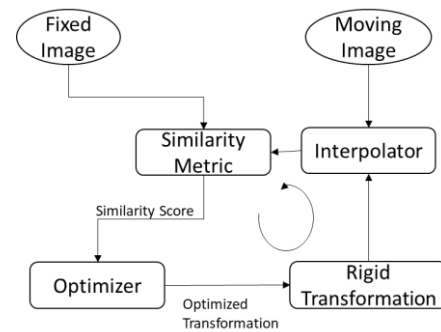 Fixed
Image
Moving
Image
Similarity
Metric
Interpolator
Similarity Score
Optimizer
Optimized
Transformation
Rigid
Transformation